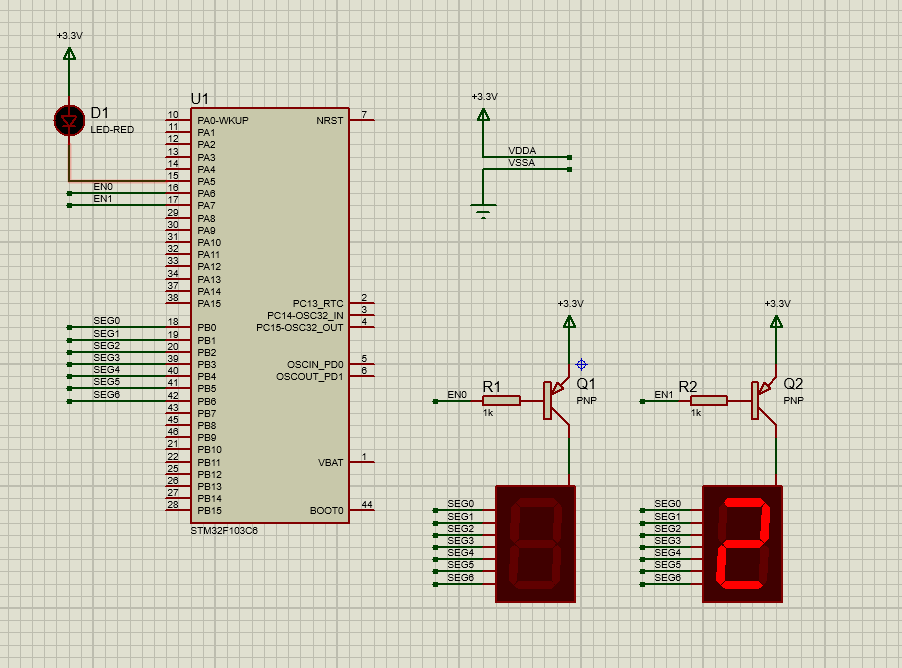 +3.3V
D1
LED-RED
U1
10 PA0-WKUP
11 PA1
12 PA2
13 PA3
14 PA4
15 PA5
EN0 16 PA6
EN1 17 PA7
29 PA8
30 PA9
31 PA10
32 PA11
33 PA12
34 PA13
37 PA14
38 PA15
SEG0 18 PB0
SEG1 19 PB1
SEG2 20 PB2
SEG3 39 PB3
SEG4 40 PB4
SEG5 41 PB5
SEG6 42 PB6
43 PB7
45 PB8
46 PB9
21 PB10
22 PB11
25 PB12
26 PB13
27 PB14
28 PB15
NRST 7
PC13_RTC 2
PC14-OSC32_IN 3
PC15-OSC32_OUT 4
OSCIN_PD0 5
OSCOUT_PD1 6
VBAT 1
BOOT0 44
STM32F103C6
+3.3V
VDDA
VSSA
+3.3V
EN0
R1
1k
Q1
PNP
SEG0
SEG1
SEG2
SEG3
SEG4
SEG5
SEG6
8
+3.3V
EN1
R2
1k
Q2
PNP
SEG0
SEG1
SEG2
SEG3
SEG4
SEG5
SEG6
2